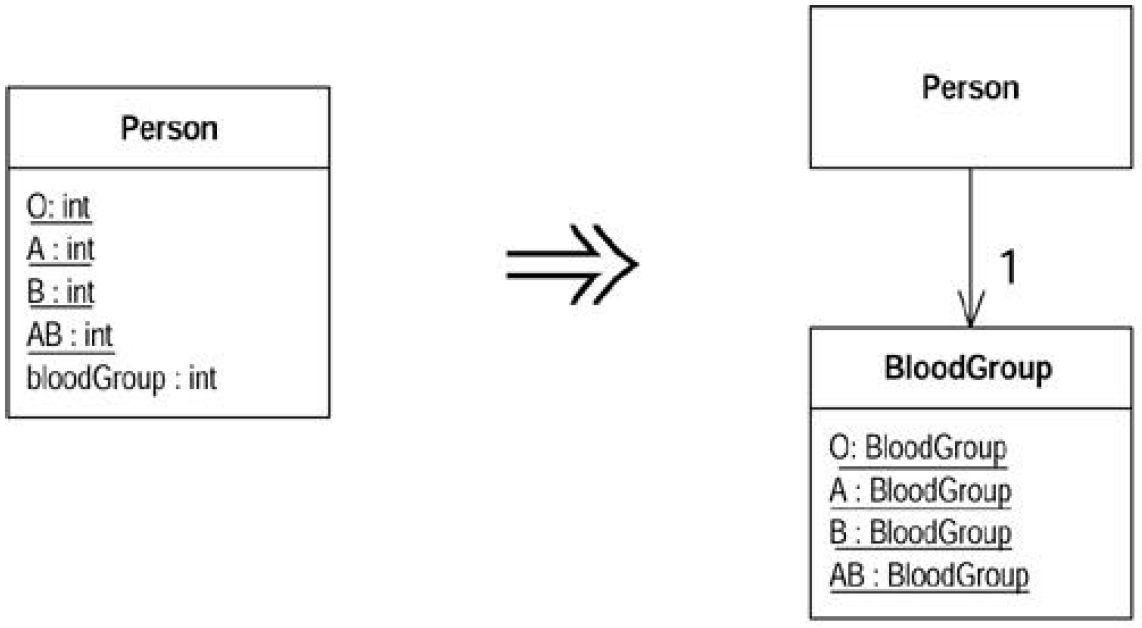 Person
O: int
A : int
B : int
AB : int
bloodGroup : int
Person
1
BloodGroup
O: BloodGroup
A : BloodGroup
B : BloodGroup
AB : BloodGroup